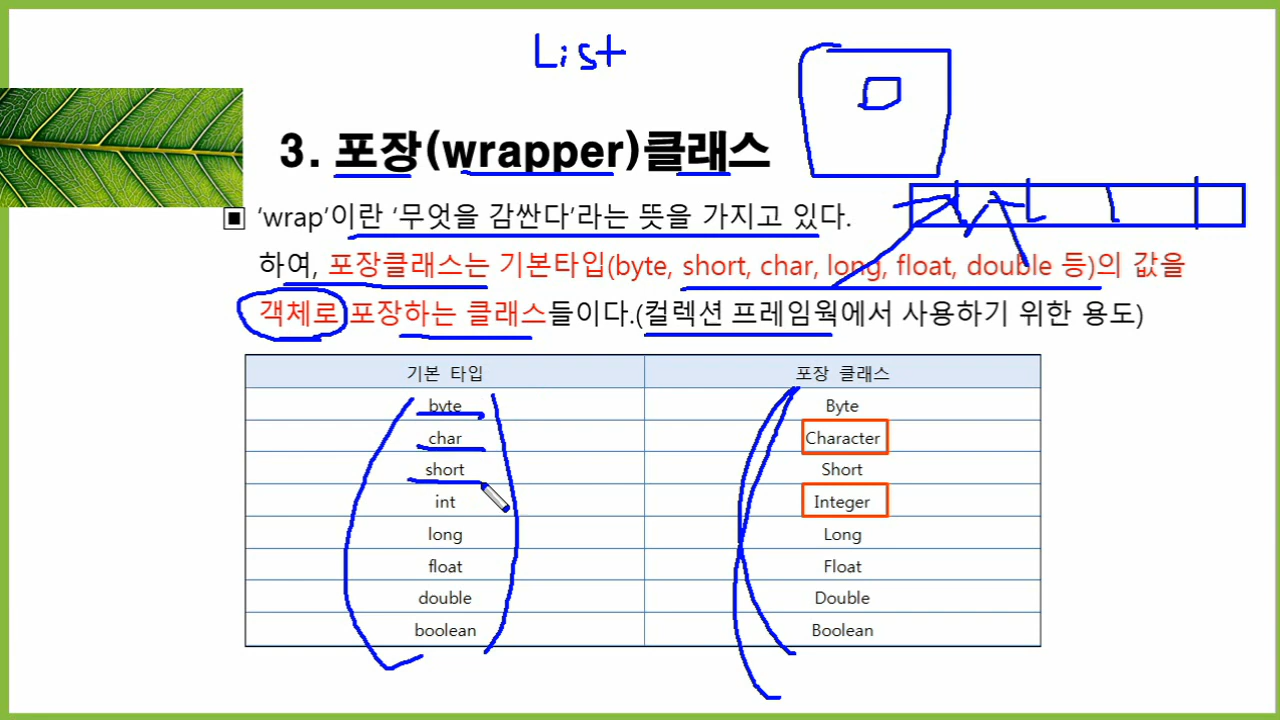 List
3. 포장(wrapper)클래스
▣ ‘wrap’이란 ‘무엇을 감싼다’라는 뜻을 가지고 있다.
하여, 포장클래스는 기본타입(byte, short, char, long, float, double 등)의 값을
객체로 포장하는 클래스들이다.(컬렉션 프레임웍에서 사용하기 위한 용도)
기본 타입 포장 클래스
byte Byte
char Character
short Short
int Integer
long Long
float Float
double Double
boolean Boolean